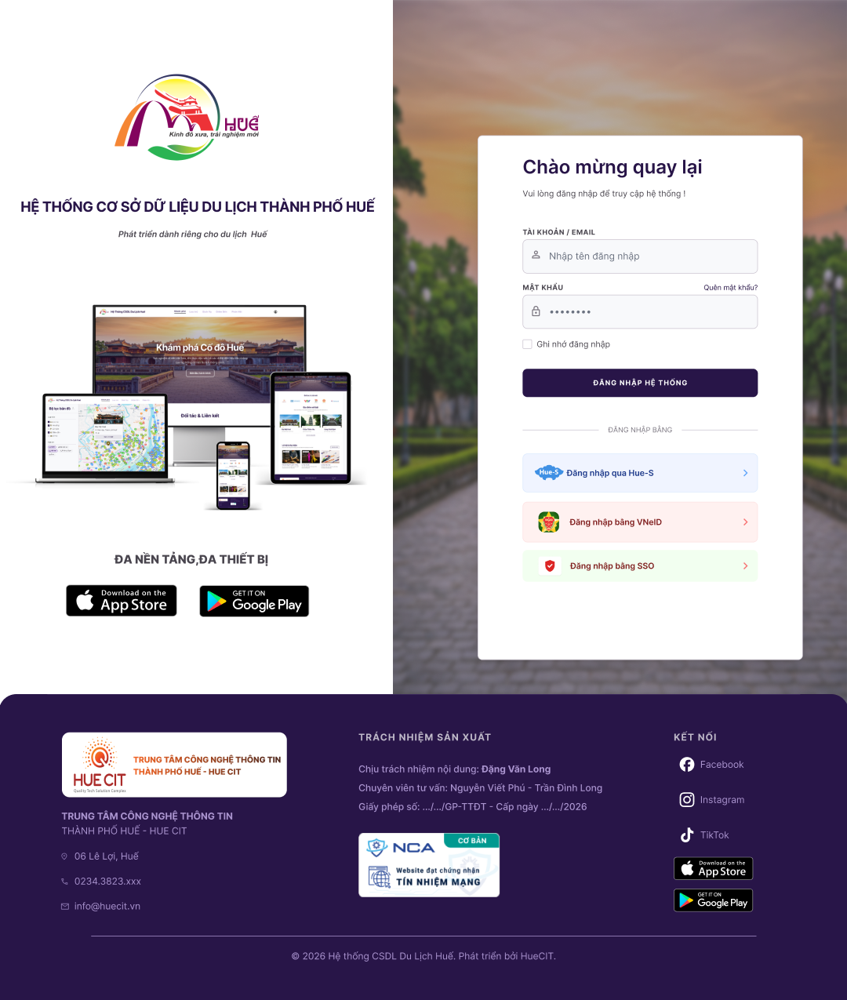 HUẾ
Kinh đô xưa, trải nghiệm mới
HỆ THỐNG CƠ SỞ DỮ LIỆU DU LỊCH THÀNH PHỐ HUẾ
Phát triển dành riêng cho du lịch Huế
Hệ Thống CSDL Du Lịch Huế
Khám phá Cố đô Huế
Đối tác & Liên kết
Bộ lọc bản đồ
ĐA NỀN TẢNG,ĐA THIẾT BỊ
Download on the
App Store
GET IT ON
Google Play
Chào mừng quay lại
Vui lòng đăng nhập để truy cập hệ thống !
TÀI KHOẢN / EMAIL
Nhập tên đăng nhập
MẬT KHẨU
Quên mật khẩu?
••••••••
Ghi nhớ đăng nhập
ĐĂNG NHẬP HỆ THỐNG
ĐĂNG NHẬP BẰNG
Hue-S
Đăng nhập qua Hue-S
Đăng nhập bằng VNeID
Đăng nhập bằng SSO
HUE CIT
Quality Tech Solution Complex
TRUNG TÂM CÔNG NGHỆ THÔNG TIN
THÀNH PHỐ HUẾ - HUE CIT
TRUNG TÂM CÔNG NGHỆ THÔNG TIN
THÀNH PHỐ HUẾ - HUE CIT
06 Lê Lợi, Huế
0234.3823.xxx
info@huecit.vn
TRÁCH NHIỆM SẢN XUẤT
Chịu trách nhiệm nội dung: Đặng Văn Long
Chuyên viên tư vấn: Nguyễn Viết Phú - Trần Đình Long
Giấy phép số: .../.../GP-TTĐT - Cấp ngày .../.../2026
NCA
CƠ BẢN
Website đạt chứng nhận
TÍN NHIỆM MẠNG
KẾT NỐI
Facebook
Instagram
TikTok
Download on the
App Store
GET IT ON
Google Play
© 2026 Hệ thống CSDL Du Lịch Huế. Phát triển bởi HueCIT.